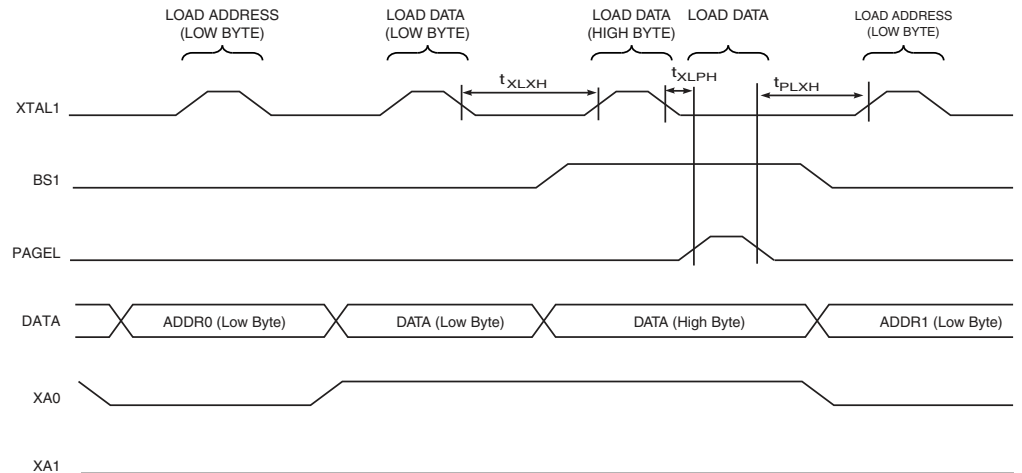 LOAD ADDRESS
(LOW BYTE)
LOAD DATA
(LOW BYTE)
LOAD DATA
(HIGH BYTE)
LOAD DATA
LOAD ADDRESS
(LOW BYTE)
tXLXH
tXLPH
tPLXH
XTAL1
BS1
PAGEL
DATA
ADDR0 (Low Byte)
DATA (Low Byte)
DATA (High Byte)
ADDR1 (Low Byte)
XA0
XA1